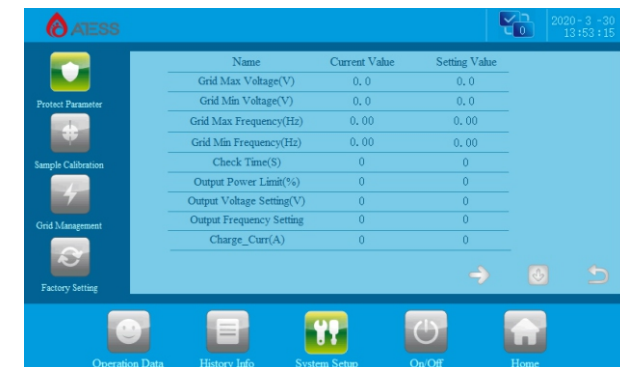 ATESS
0
2020-3-30
13:53:15
Protect Parameter
Sample Calibration
Grid Management
Factory Setting
Name Current Value Setting Value
Grid Max Voltage(V) 0.0 0.0
Grid Min Voltage(V) 0.0 0.0
Grid Max Frequency(Hz) 0.00 0.00
Grid Min Frequency(Hz) 0.00 0.00
Check Time(S) 0 0
Output Power Limit(%) 0 0
Output Voltage Setting(V) 0 0
Output Frequency Setting 0 0
Charge_Curr(A) 0 0
Operation Data History Info System Setup On/Off Home